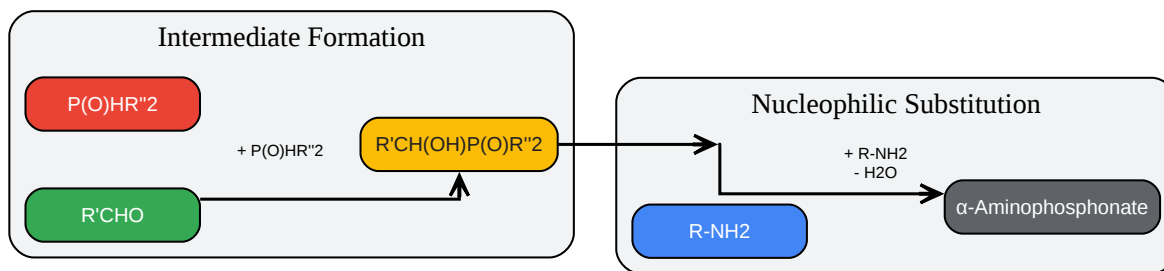 Intermediate Formation
P(O)HR"2
+ P(O)HR"2
R'CH(OH)P(O)R"2
R'CHO
Nucleophilic Substitution
+ R-NH2
- H2O
R-NH2
α-Aminophosphonate